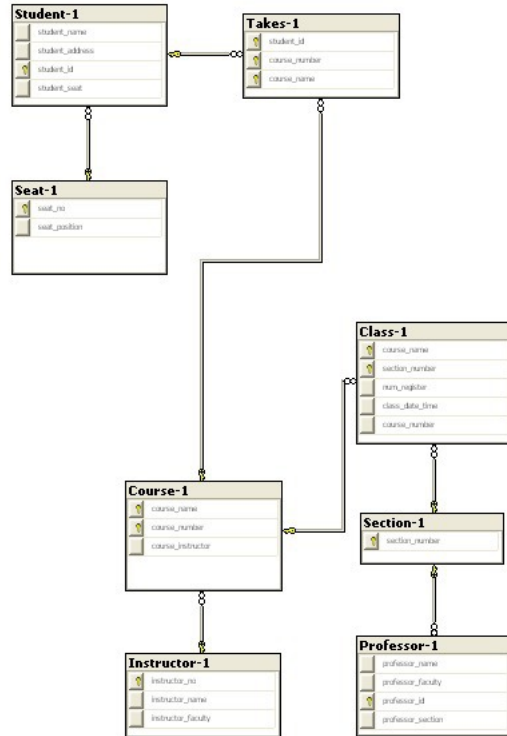 Student-1
student_name
student_address
student_id
student_seat
Takes-1
student_id
course_number
course_name
Seat-1
seat_no
seat_position
Class-1
course_name
section_number
num_register
class_date_time
course_number
Course-1
course_name
course_number
course_instructor
Section-1
section_number
Instructor-1
instructor_no
instructor_name
instructor_faculty
Professor-1
professor_name
professor_faculty
professor_id
professor_section